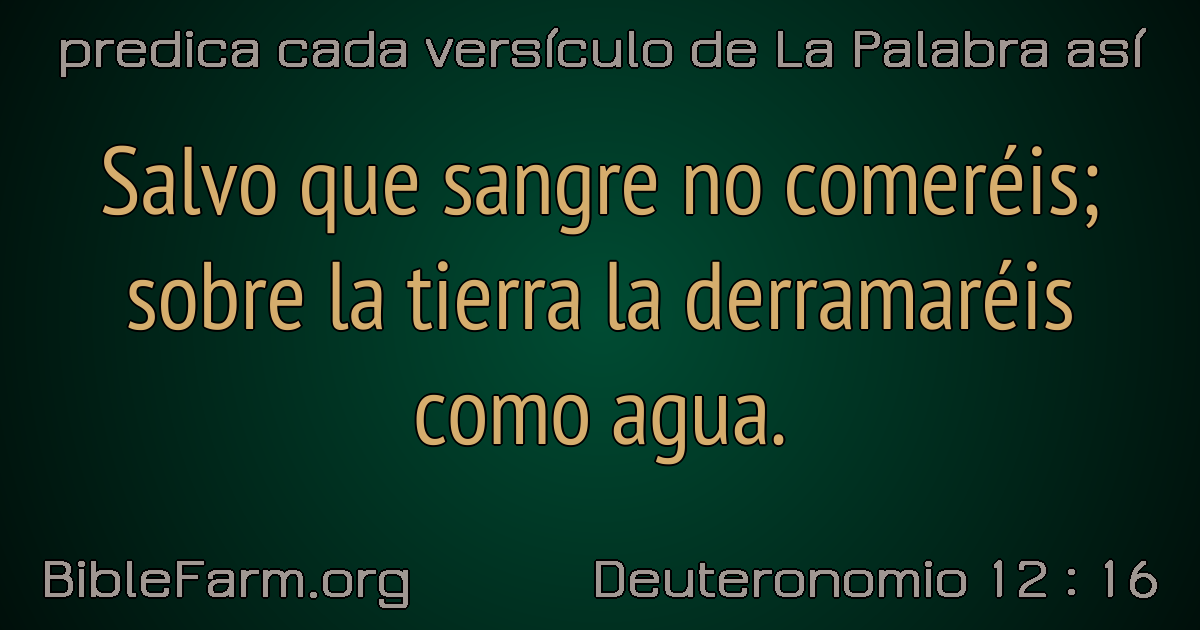 predica cada versículo de La Palabra así
Salvo que sangre no comeréis;
sobre la tierra la derramaréis
como agua.
BibleFarm.org
Deuteronomio 12 : 16